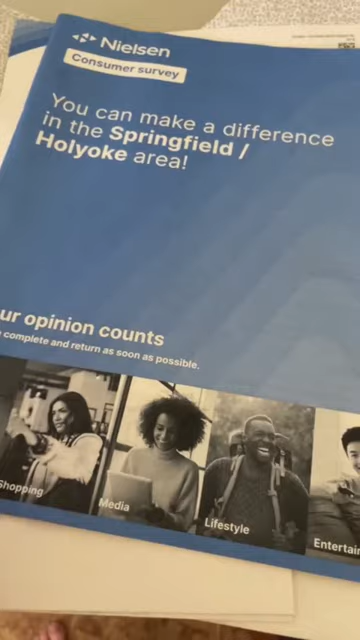 Nielsen
Consumer survey
You can make a difference
in the Springfield /
Holyoke area!
ur opinion counts
complete and return as soon as possible.
Shopping
Media
Lifestyle
Entertain